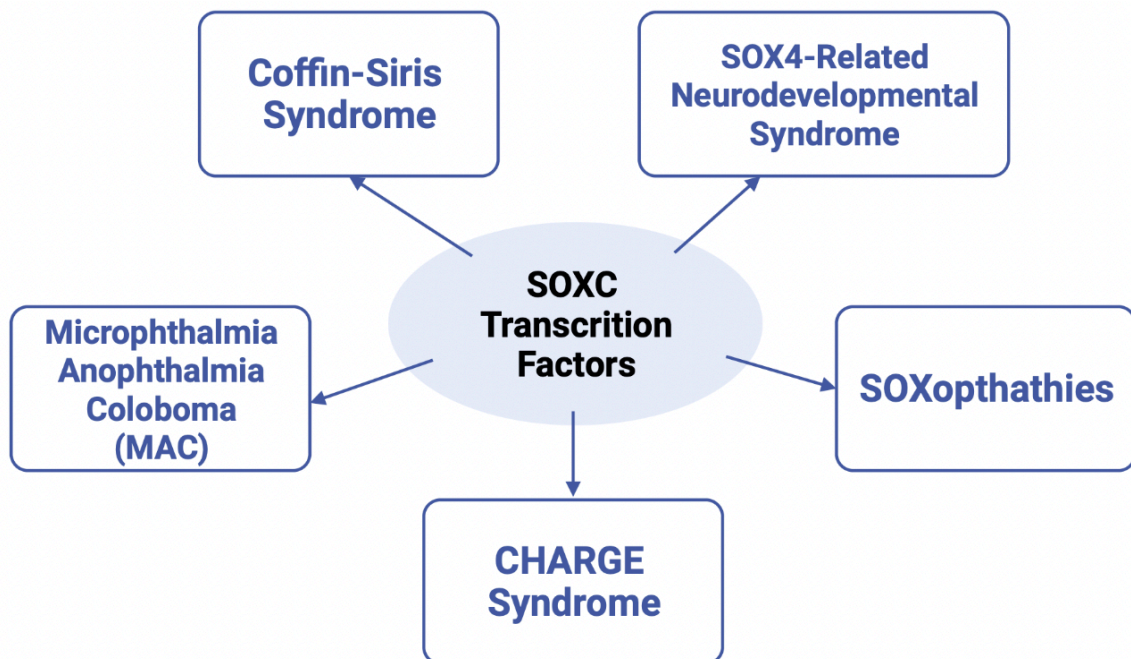 Coffin-Siris
Syndrome
SOX4-Related
Neurodevelopmental
Syndrome
SOXC
Transcrition
Factors
Microphthalmia
Anophthalmia
Coloboma
(MAC)
SOXopthathies
CHARGE
Syndrome